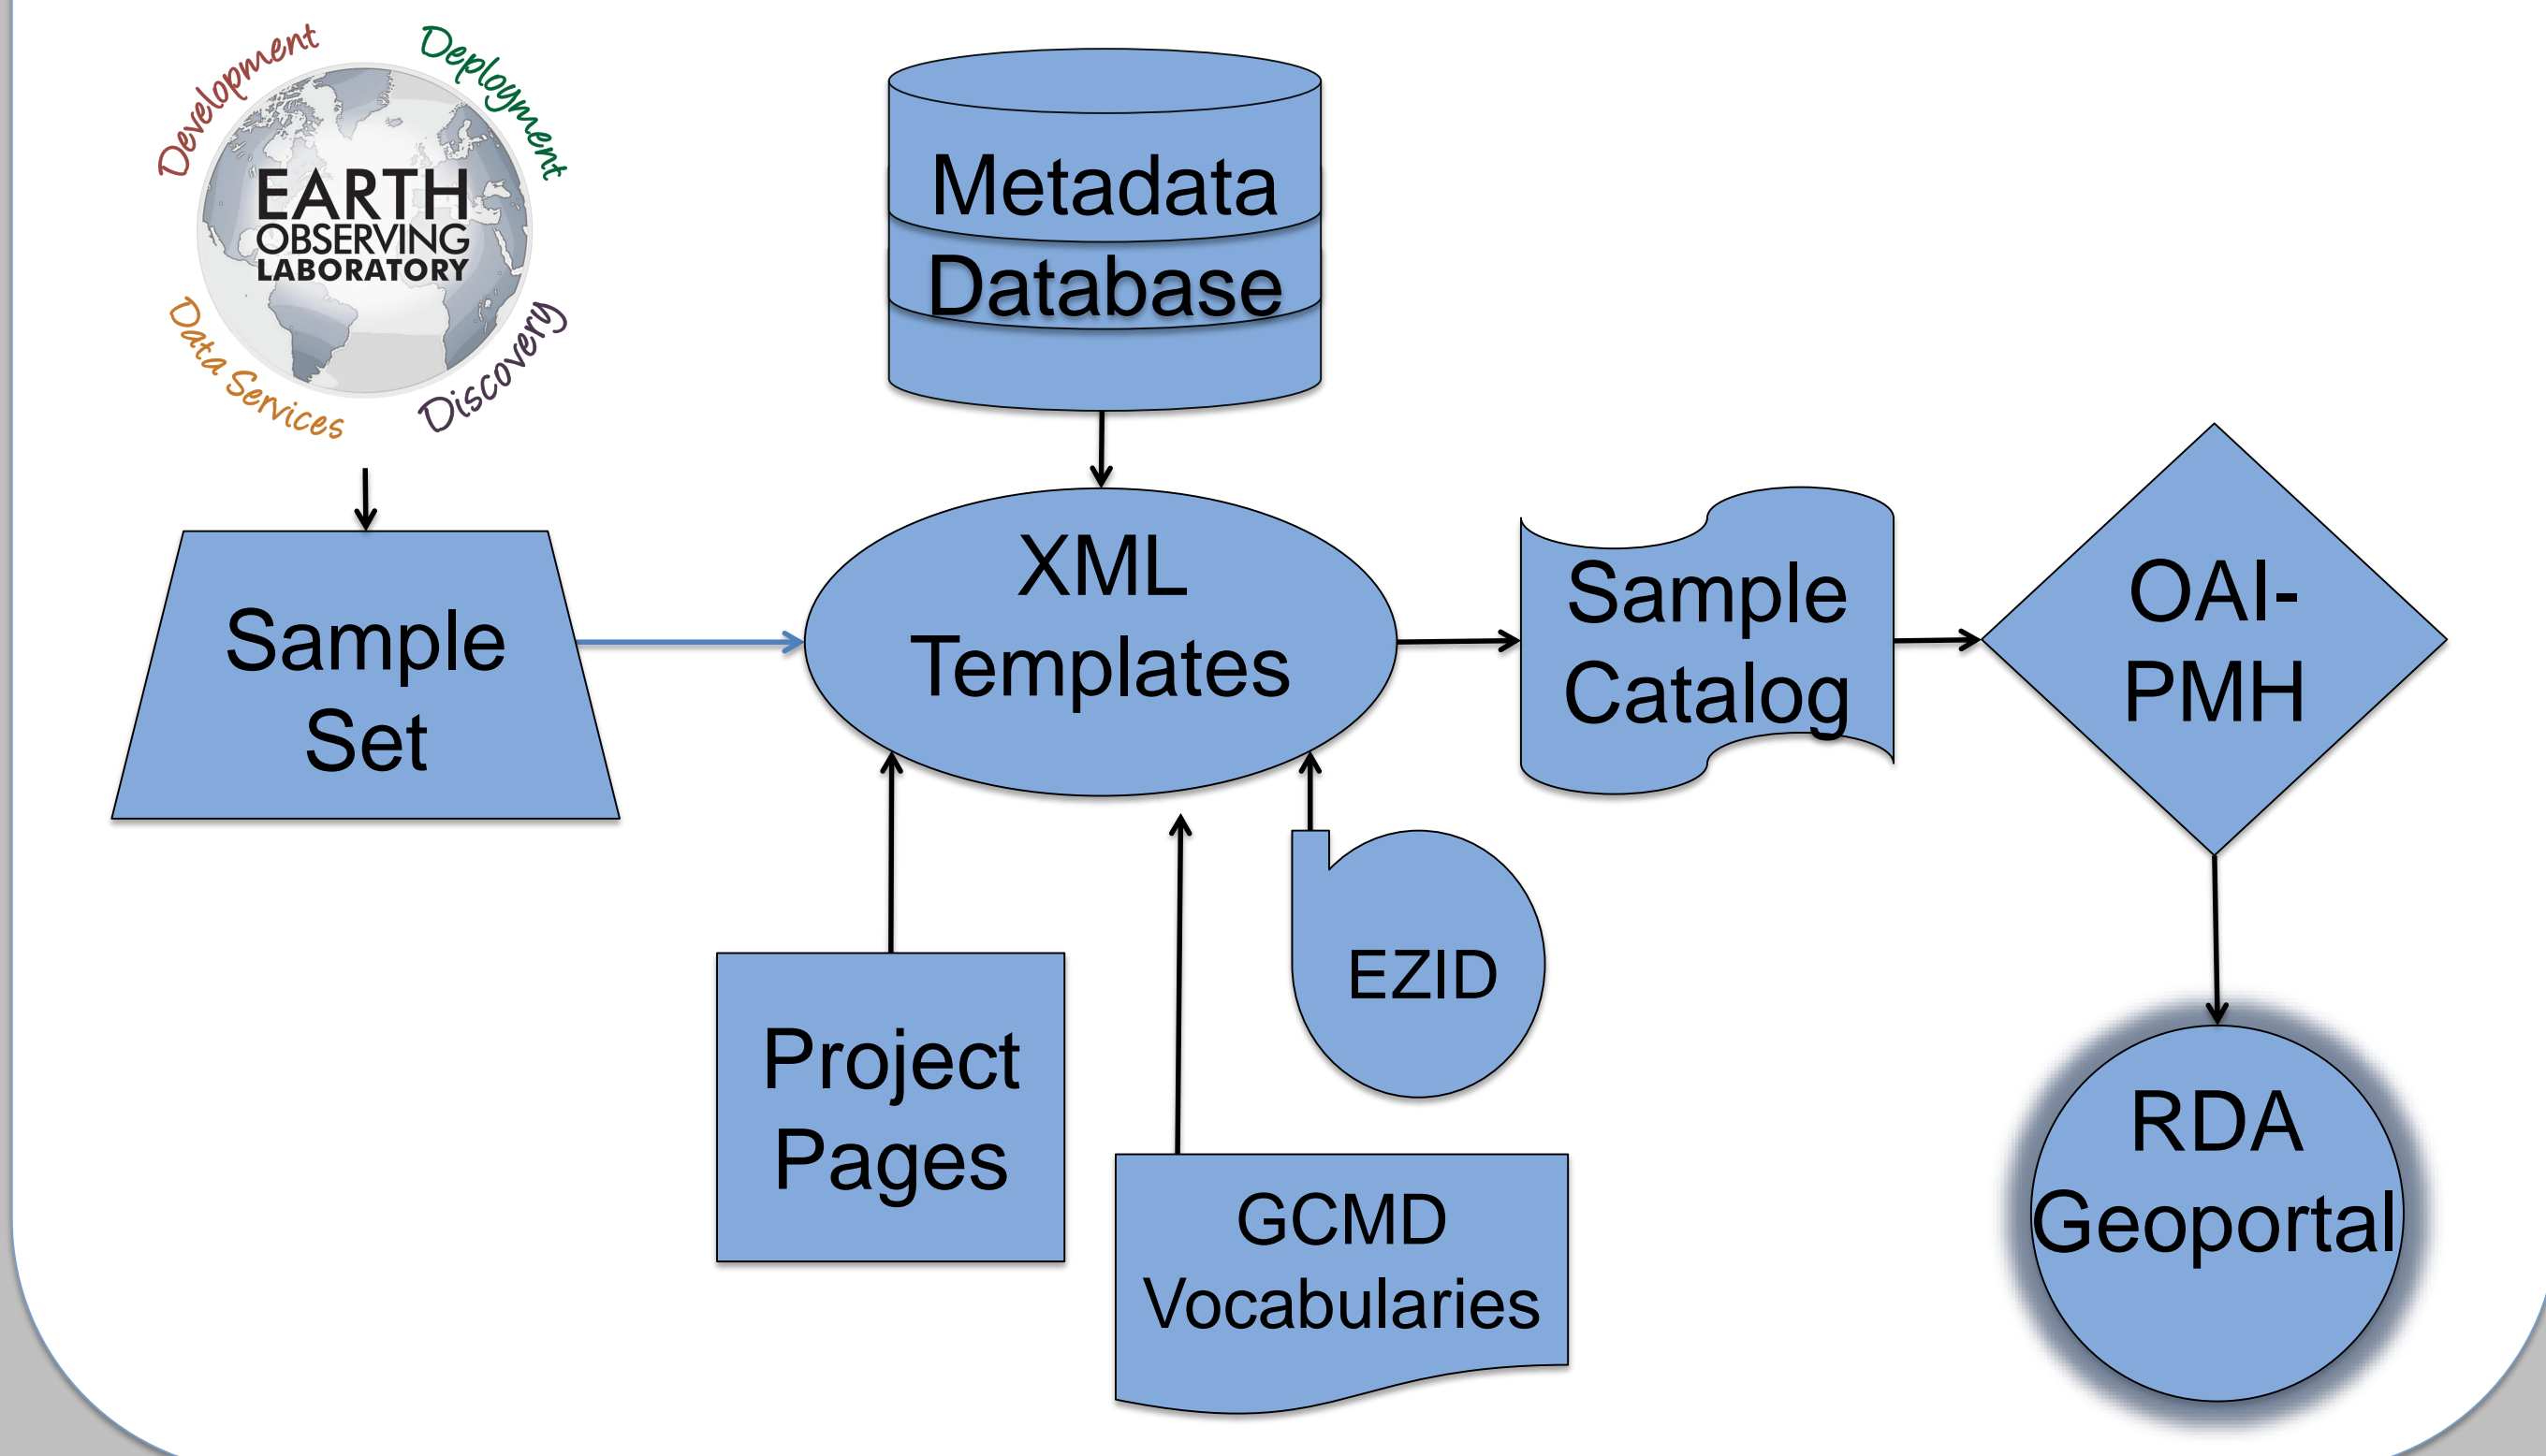 Development
Deployment
EARTH
OBSERVING
LABORATORY
Data Services
Discovery
Metadata
Database
XML
Templates
Sample
Set
Sample
Catalog
OAI-
PMH
EZID
Project
Pages
GCMD
Vocabularies
RDA
Geoportal